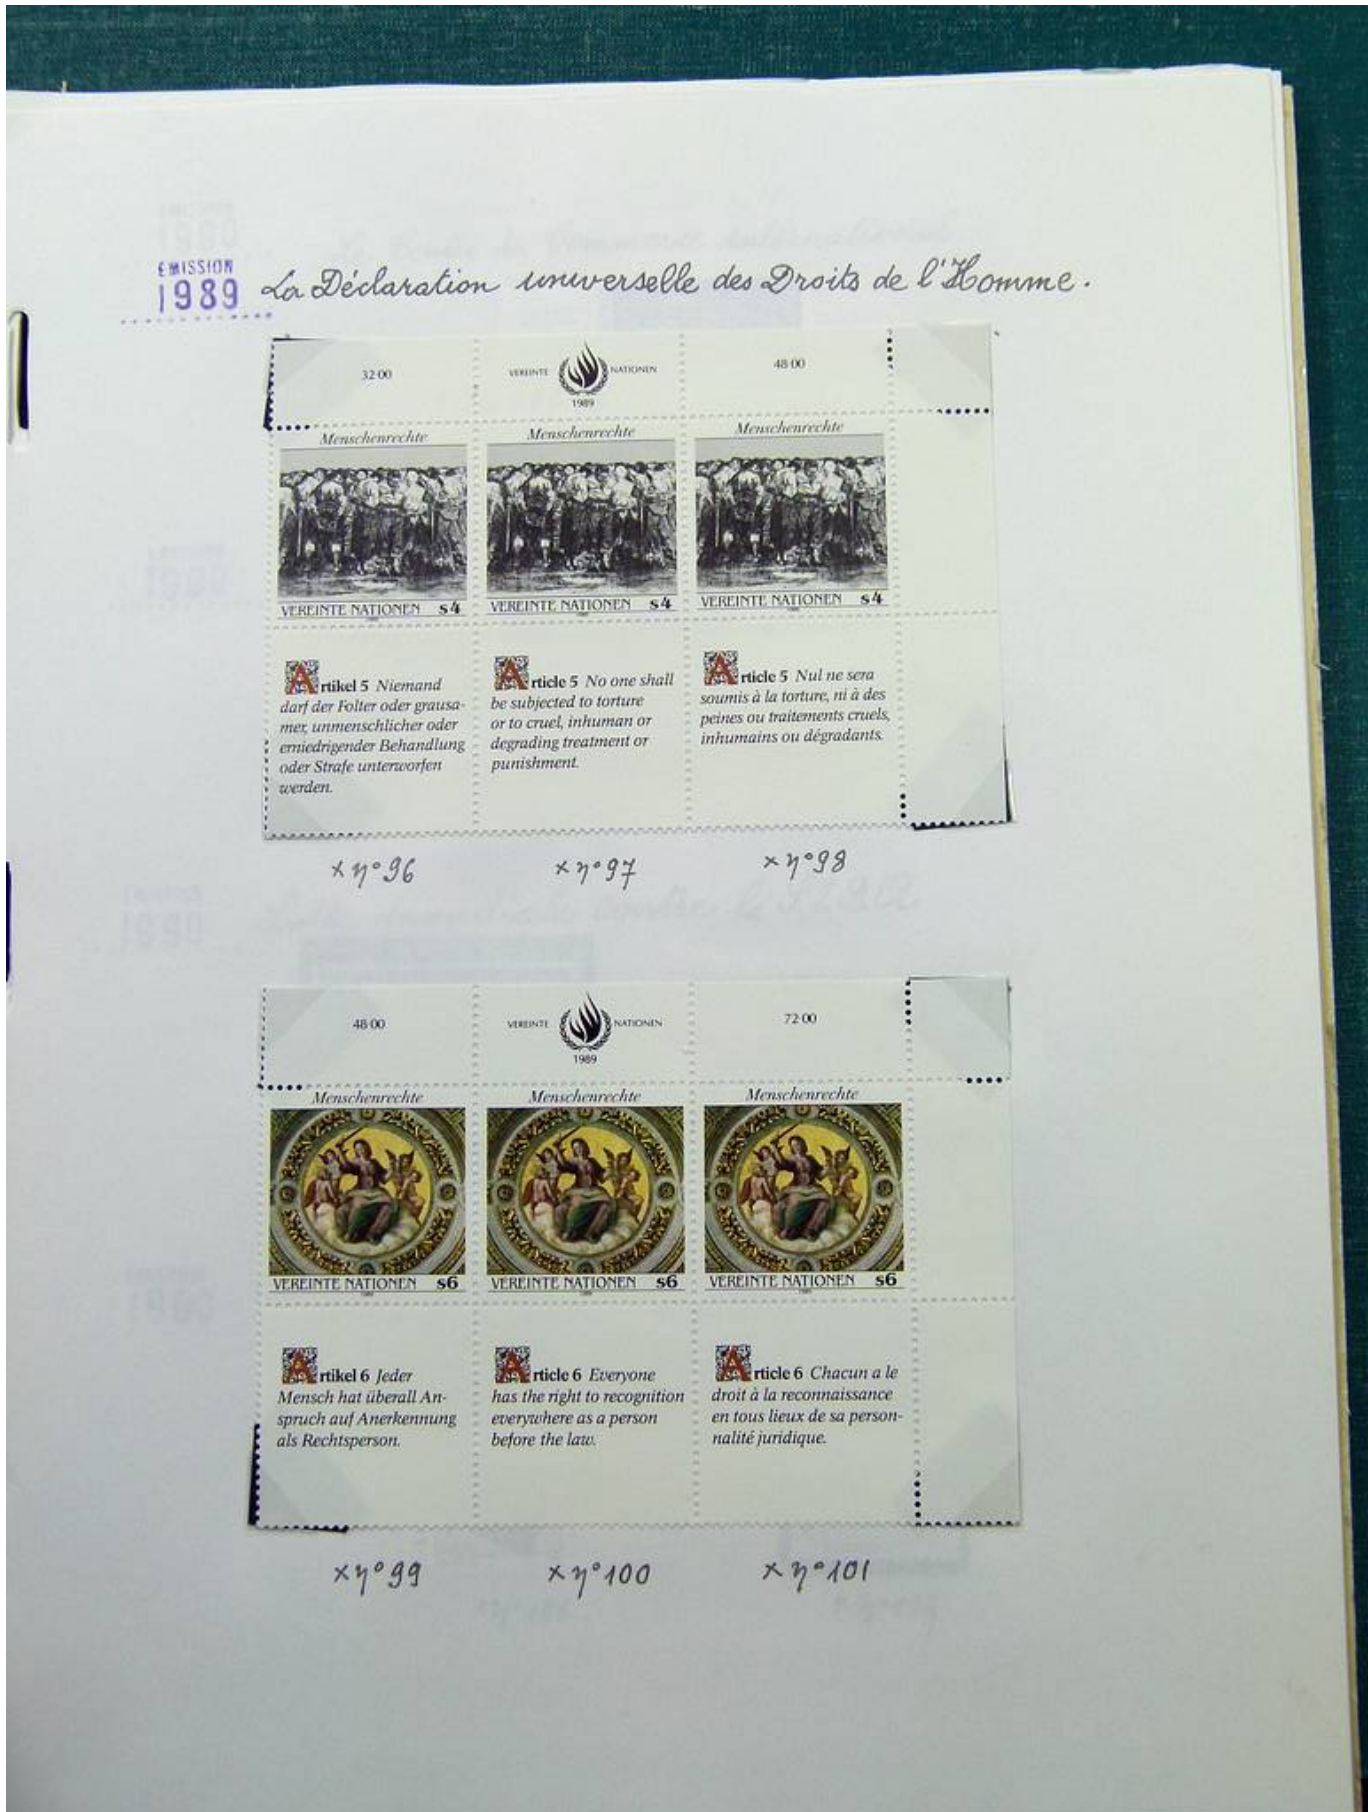 EMISSION
1989
La Déclaration universelle des Droits de l'Homme.
32·00
VEREINTE NATIONEN
1989
48·00
Menschenrechte
Menschenrechte
Menschenrechte
VEREINTE NATIONEN s4
VEREINTE NATIONEN s4
VEREINTE NATIONEN s4
Artikel 5 Niemand
darf der Folter oder grausa-
mer, unmenschlicher oder
erniedrigender Behandlung
oder Strafe unterworfen
werden.
Article 5 No one shall
be subjected to torture
or to cruel, inhuman or
degrading treatment or
punishment.
Article 5 Nul ne sera
soumis à la torture, ni à des
peines ou traitements cruels,
inhumains ou dégradants.
x n° 96
x n° 97
x n° 98
48·00
VEREINTE NATIONEN
1989
72·00
Menschenrechte
Menschenrechte
Menschenrechte
VEREINTE NATIONEN s6
VEREINTE NATIONEN s6
VEREINTE NATIONEN s6
Artikel 6 Jeder
Mensch hat überall An-
spruch auf Anerkennung
als Rechtsperson.
Article 6 Everyone
has the right to recognition
everywhere as a person
before the law.
Article 6 Chacun a le
droit à la reconnaissance
en tous lieux de sa person-
nalité juridique.
x n° 99
x n° 100
x n° 101